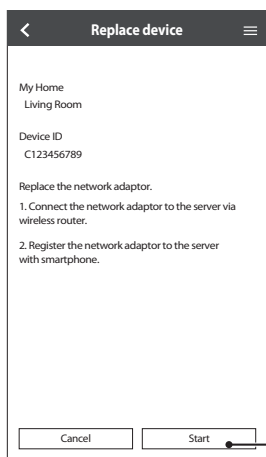 Replace device
My Home
Living Room
Device ID
C123456789
Replace the network adaptor.
1. Connect the network adaptor to the server via
wireless router.
2. Register the network adaptor to the server
with smartphone.
Cancel
Start